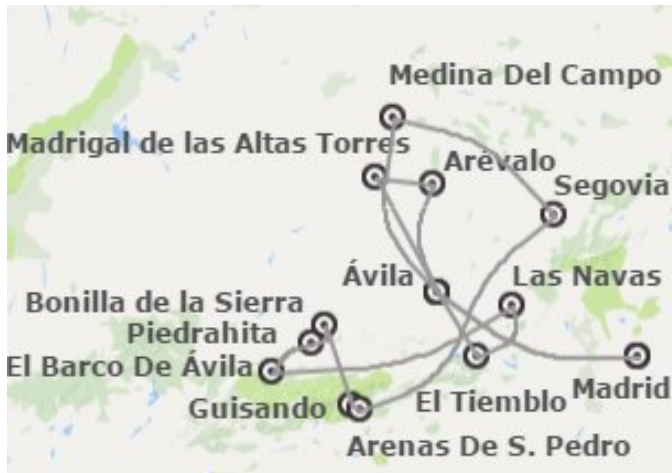 Medina Del Campo
Madrigal de las Altas Torres
Arévalo
Segovia
Ávila
Las Navas
Bonilla de la Sierra
Piedrahita
El Barco De Ávila
Guisando
El Tiemblo
Madrid
Arenas De S. Pedro